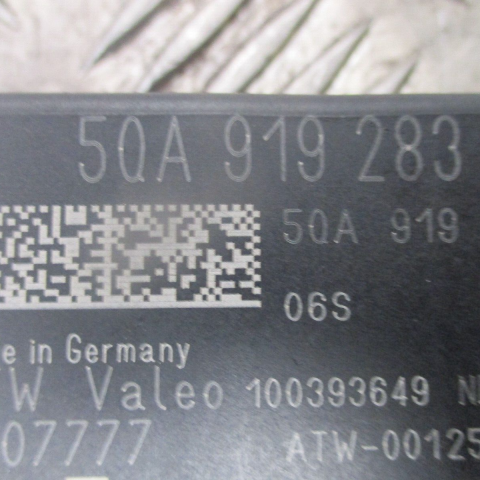 5QA 919 283
5QA 919
06S
in Germany
Valeo 100393649
07777 ATW-00125